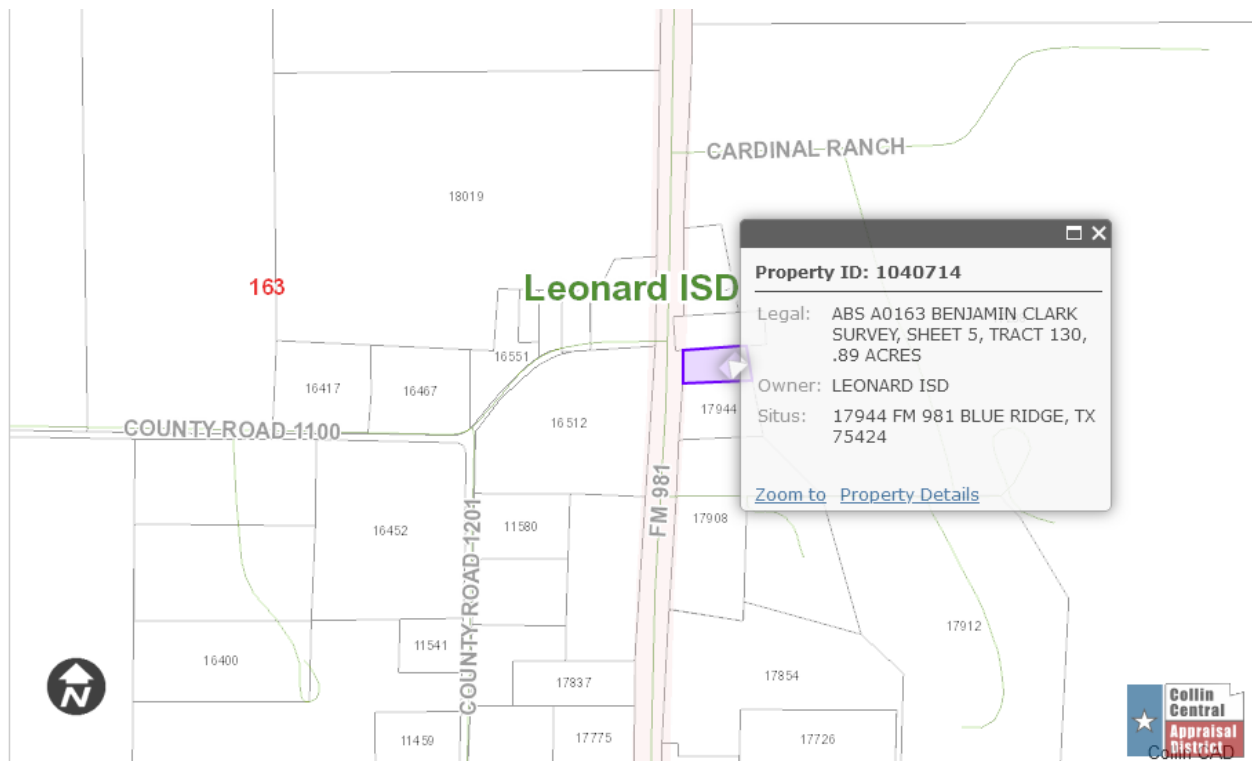 CARDINAL RANCH
18019
163
Leonard ISD
Property ID: 1040714
Legal: ABS A0163 BENJAMIN CLARK
SURVEY, SHEET 5, TRACT 130,
.89 ACRES
Owner: LEONARD ISD
Situs: 17944 FM 981 BLUE RIDGE, TX
75424
Zoom to Property Details
16551
16417
16467
16512
17944
COUNTY ROAD 1100
FM 981
COUNTY ROAD 1201
16452
11580
17908
17912
11541
16400
17837
17854
11459
17775
17726
N
Collin
Central
Appraisal
District
Collin CAD